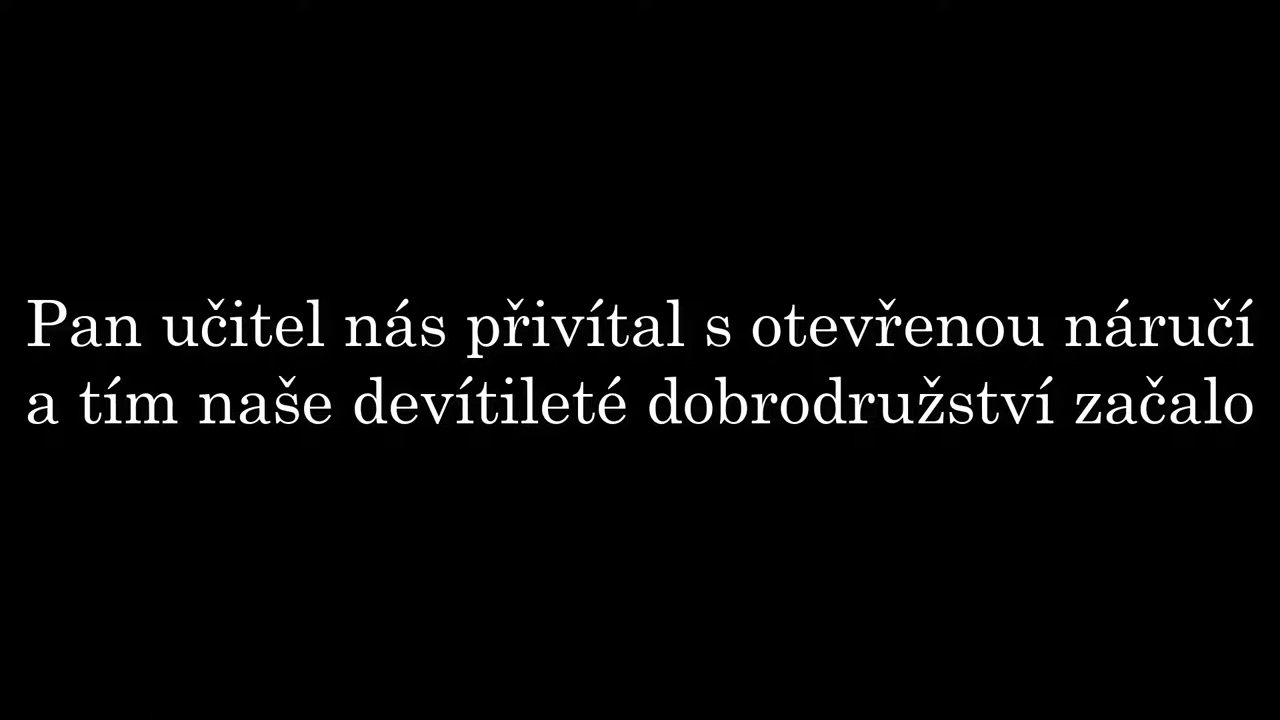 Pan učitel nás přivítal s otevřenou náručí
a tím naše devítileté dobrodružství začalo